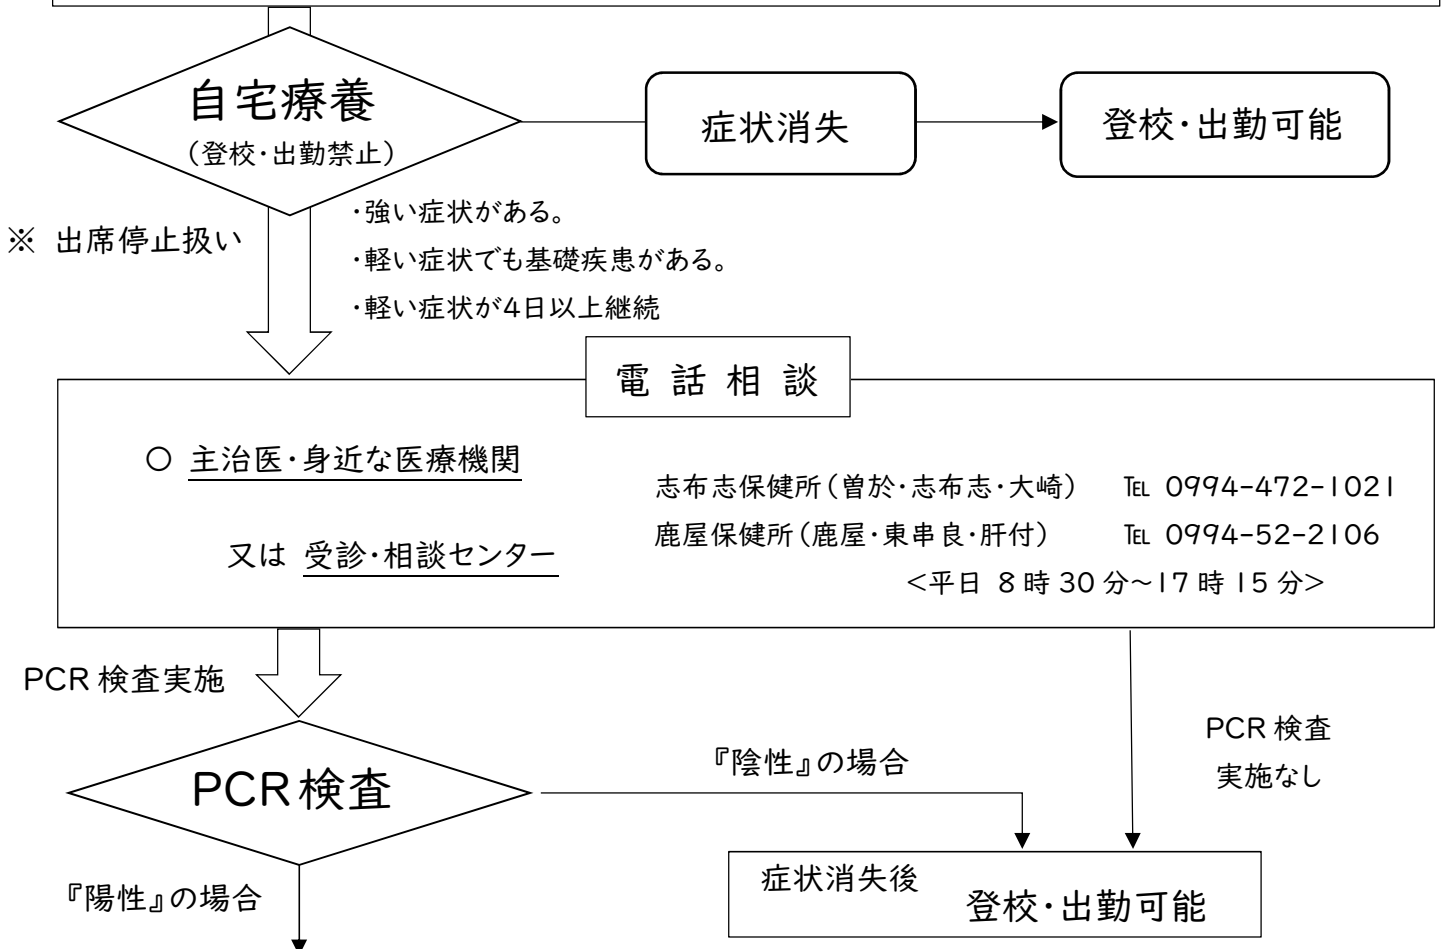 自宅療養
（登校・出勤禁止）
症状消失
登校・出勤可能
※ 出席停止扱い
・強い症状がある。
・軽い症状でも基礎疾患がある。
・軽い症状が4日以上継続
電 話 相 談
○ 主治医・身近な医療機関
又は 受診・相談センター
志布志保健所（曽於・志布志・大崎） ℡ 0994-472-1021
鹿屋保健所（鹿屋・東串良・肝付） ℡ 0994-52-2106
＜平日 8時30分～17時15分＞
PCR検査実施
PCR検査
『陰性』の場合
PCR検査
実施なし
『陽性』の場合
症状消失後 登校・出勤可能